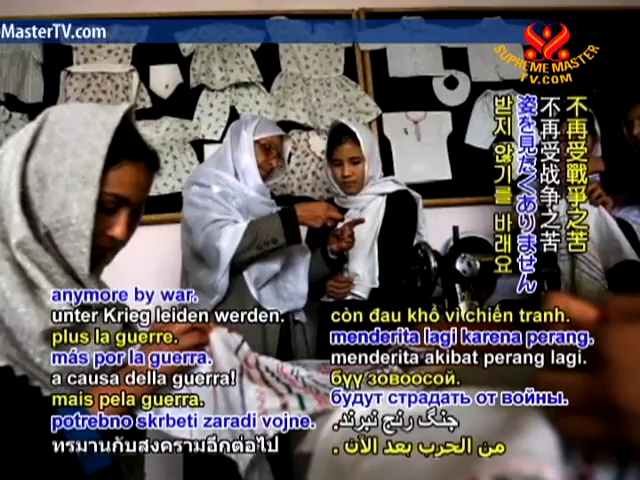 eMasterTV.com
SUPREME MASTER
TV.COM
不再受戰爭之苦
不再受战争之苦
姿を見たくありません
받지 않기를 바래요
anymore by war.
unter Krieg leiden werden.
plus la guerre.
más por la guerra.
a causa della guerra!
mais pela guerra.
potrebno skrbeti zaradi vojne.
ทรมานกับสงครามอีกต่อไป
còn đau khổ vì chiến tranh.
menderita lagi karena perang.
menderita akibat perang lagi.
бүү зовоосой.
будут страдать от войны.
جنگ رنج نبرند.
من الحرب بعد الآن .